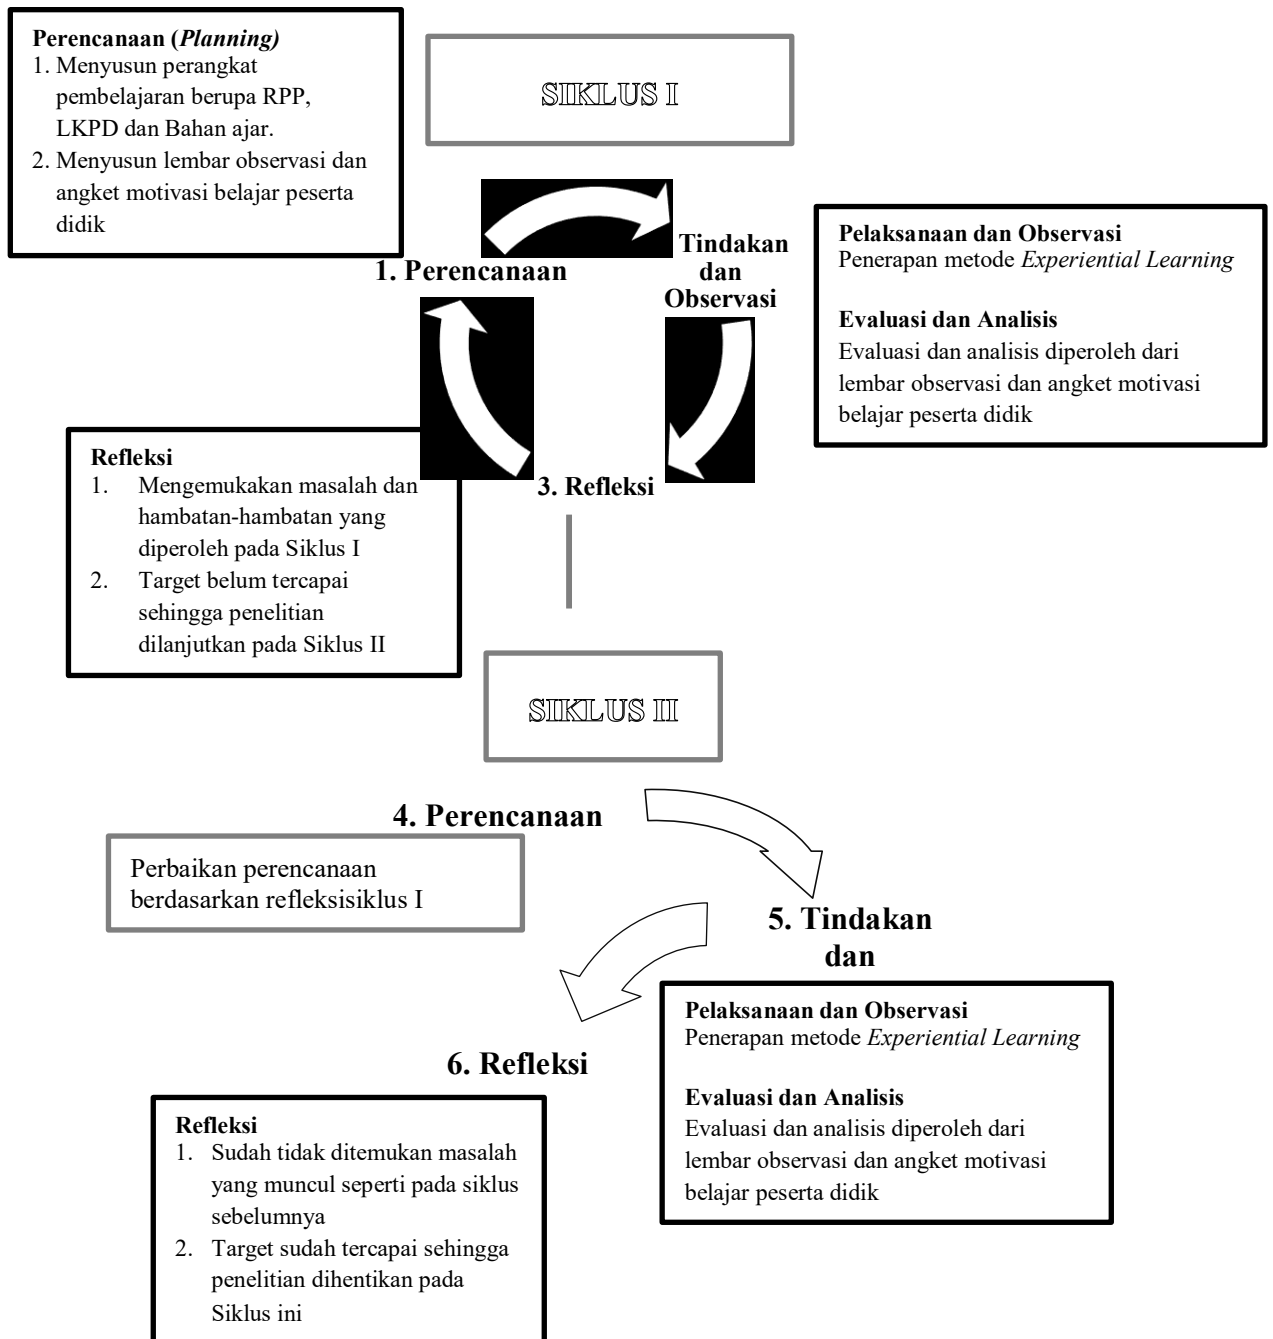 Perencanaan (Planning)
1. Menyusun perangkat
pembelajaran berupa RPP,
LKPD dan Bahan ajar.
2. Menyusun lembar observasi dan
angket motivasi belajar peserta
didik
SIKLUS I
1. Perencanaan
Tindakan
dan
Observasi
Pelaksanaan dan Observasi
Penerapan metode Experiential Learning
Evaluasi dan Analisis
Evaluasi dan analisis diperoleh dari
lembar observasi dan angket motivasi
belajar peserta didik
3. Refleksi
Refleksi
1. Mengemukakan masalah dan
hambatan-hambatan yang
diperoleh pada Siklus I
2. Target belum tercapai
sehingga penelitian
dilanjutkan pada Siklus II
SIKLUS II
4. Perencanaan
Perbaikan perencanaan
berdasarkan refleksisiklus I
5. Tindakan
dan
Pelaksanaan dan Observasi
Penerapan metode Experiential Learning
Evaluasi dan Analisis
Evaluasi dan analisis diperoleh dari
lembar observasi dan angket motivasi
belajar peserta didik
6. Refleksi
Refleksi
1. Sudah tidak ditemukan masalah
yang muncul seperti pada siklus
sebelumnya
2. Target sudah tercapai sehingga
penelitian dihentikan pada
Siklus ini